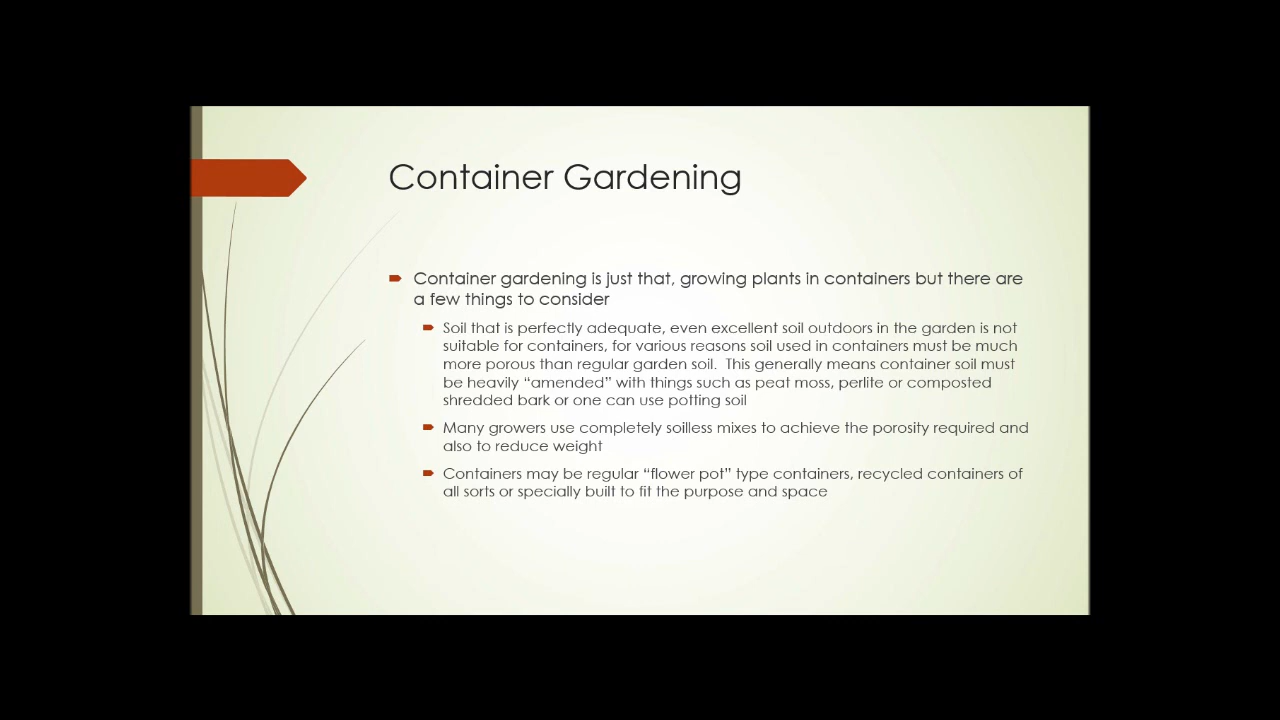 Container Gardening
Container gardening is just that, growing plants in containers but there are
a few things to consider
Soil that is perfectly adequate, even excellent soil outdoors in the garden is not
suitable for containers, for various reasons soil used in containers must be much
more porous than regular garden soil.  This generally means container soil must
be heavily “amended” with things such as peat moss, perlite or composted
shredded bark or one can use potting soil
Many growers use completely soilless mixes to achieve the porosity required and
also to reduce weight
Containers may be regular “flower pot” type containers, recycled containers of
all sorts or specially built to fit the purpose and space